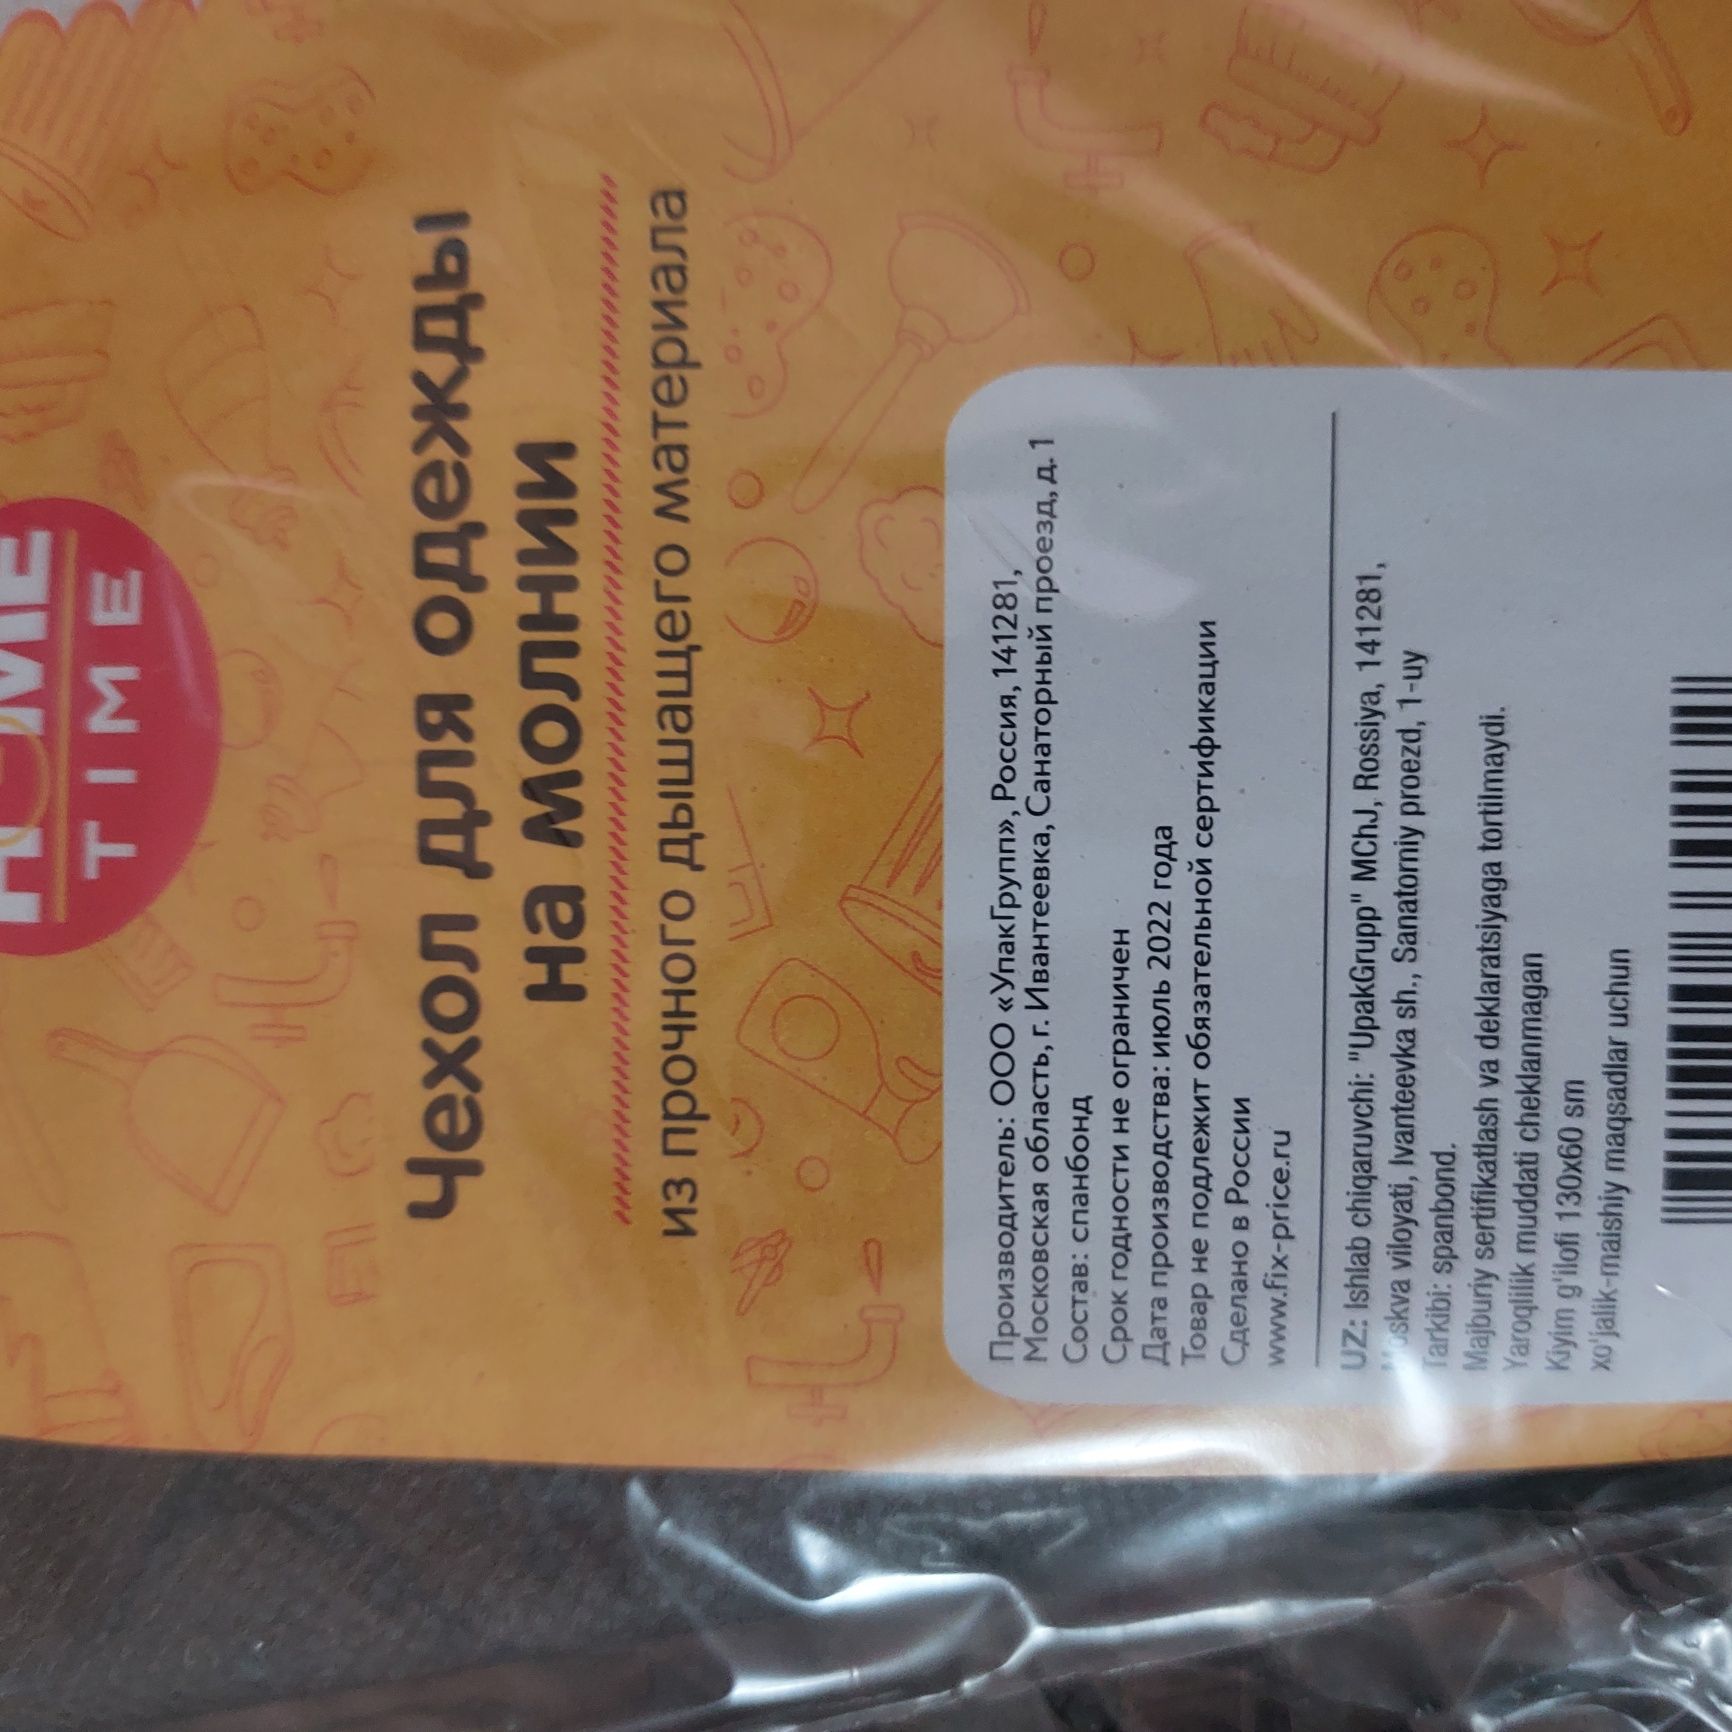 HOME
TIME
Чехол для одежды
на молнии
из прочного дышащего материала
Производитель: ООО «УпакГрупп», Россия, 141281,
Московская область, г. Ивантеевка, Санаторный проезд, д.1
Состав: спанбонд
Срок годности не ограничен
Дата производства: июль 2022 года
Товар не подлежит обязательной сертификации
Сделано в России
www.fix-price.ru
UZ: Ishlab chiqaruvchi: "UpakGrupp" MChJ, Rossiya, 141281,
Moskva viloyati, Ivanteevka sh., Sanatorniy proezd, 1-uy
Tarkibi: spanbond.
Majburiy sertifikatlash va deklaratsiyaga tortilmaydi.
Yaroqlilik muddati cheklanmagan
Kiyim g'ilofi 130x60 sm
xo'jalik-maishiy maqsadlar uchun